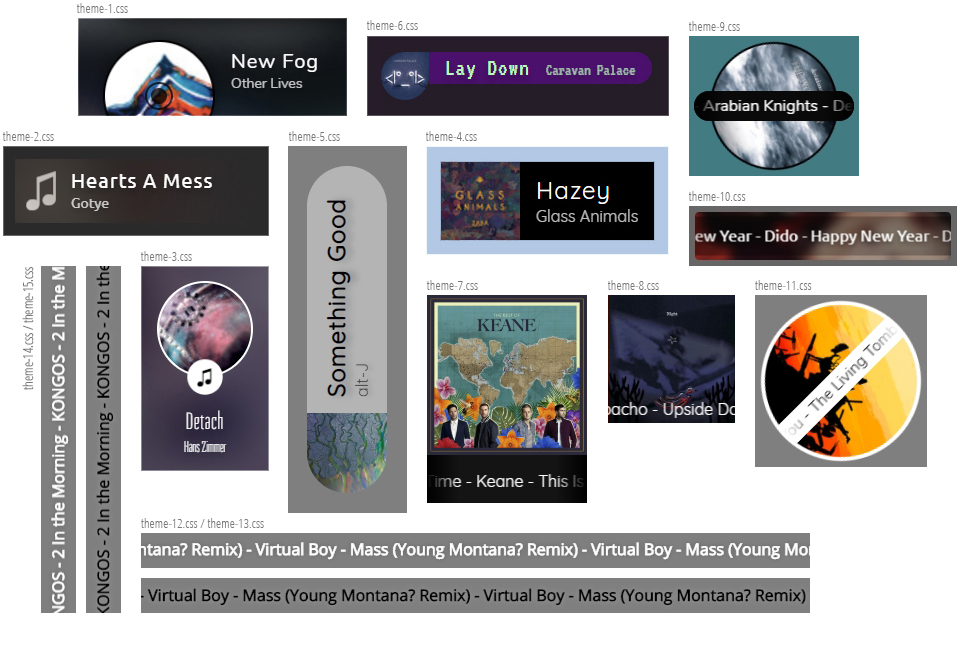 theme-1.css
New Fog
Other Lives
theme-6.css
Lay Down Caravan Palace
theme-9.css
Arabian Knights - De
theme-2.css
Hearts A Mess
Gotye
theme-5.css
Something Good
alt-J
theme-4.css
GLASS
ANIMALS
ZABA
Hazey
Glass Animals
theme-10.css
ew Year - Dido - Happy New Year - D
theme-3.css
Detach
Hans Zimmer
theme-14.css / theme-15.css
NGOS - 2 In the Morning - KONGOS - 2 In the M
KONGOS - 2 In the Morning - KONGOS - 2 In the
theme-7.css
THE BEST OF
KEANE
Time - Keane - This Is
theme-8.css
pacho - Upside Do
theme-11.css
You - The Living Tomb
theme-12.css / theme-13.css
ntana? Remix) - Virtual Boy - Mass (Young Montana? Remix) - Virtual Boy - Mass (Young Mo
- Virtual Boy - Mass (Young Montana? Remix) - Virtual Boy - Mass (Young Montana? Remix)